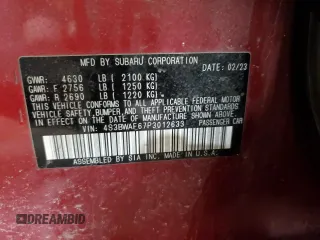 MFD. BY SUBARU CORPORATION DATE: 02/23
GVWR: 4630 LB ( 2100 KG)
GAWR: F 2756 LB ( 1250 KG)
GAWR: R 2690 LB ( 1220 KG)
THIS VEHICLE CONFORMS TO ALL APPLICABLE FEDERAL MOTOR
VEHICLE SAFETY, BUMPER, AND THEFT PREVENTION STANDARDS
IN EFFECT ON THE DATE OF MANUFACTURE SHOWN ABOVE.
VIN: 4S3BWAE67P3012633 PASSENGER CAR
ASSEMBLED BY SIA INC. MADE IN U.S.A.
DREAMBID